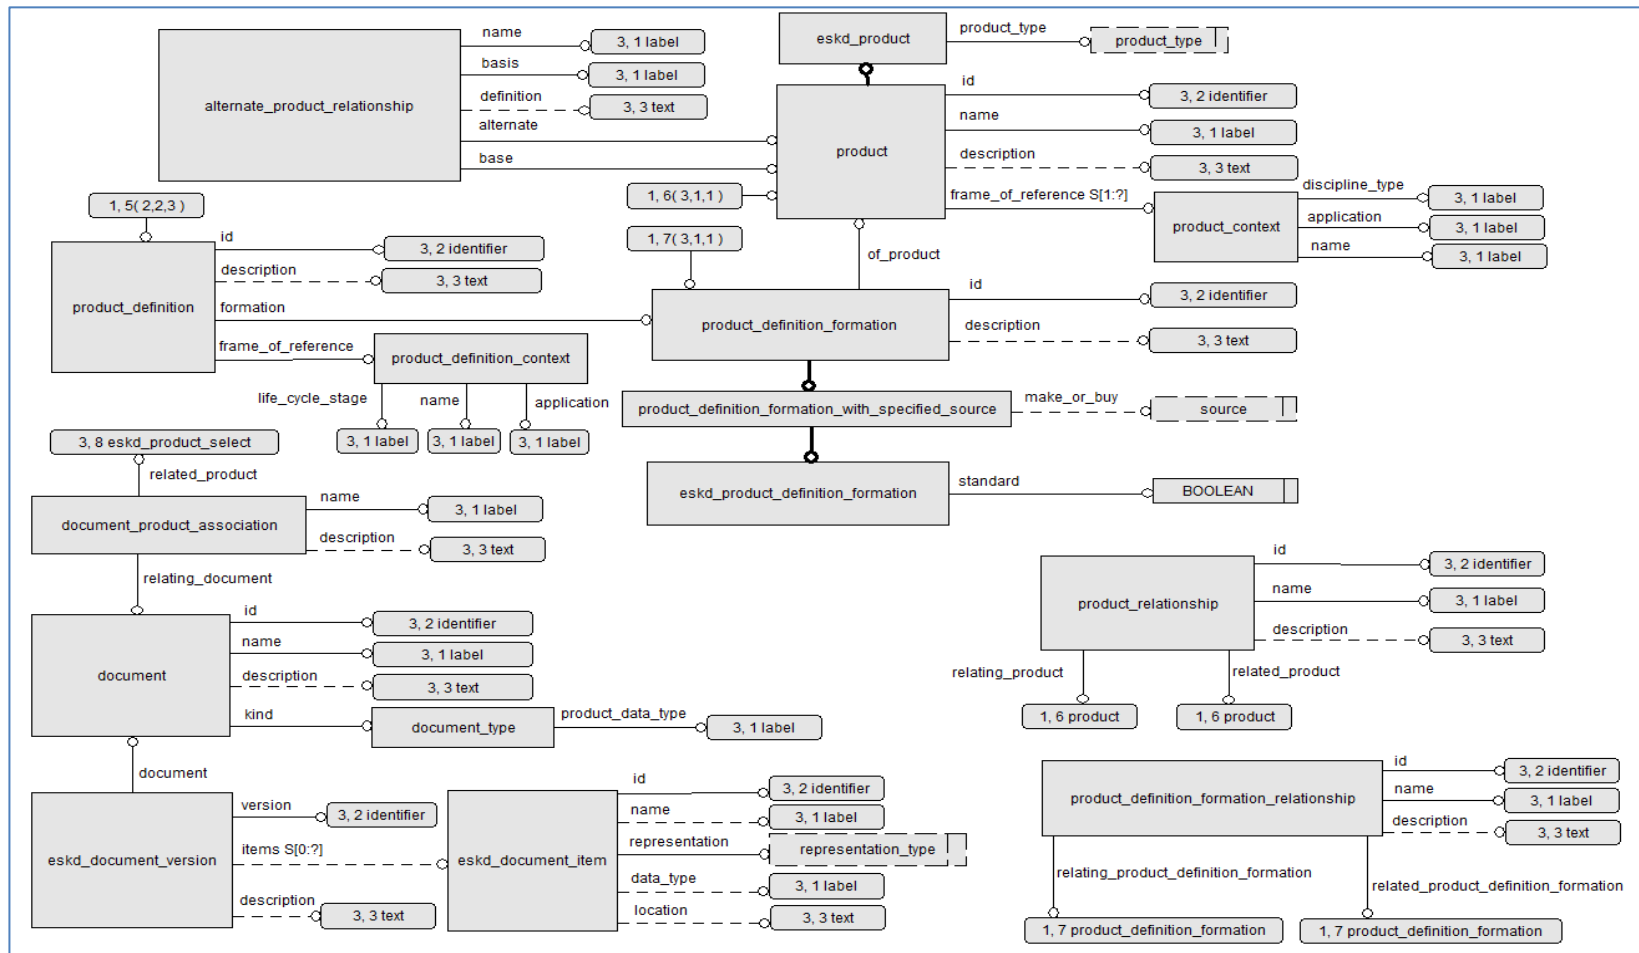 eskd_product
product_type
product_type
alternate_product_relationship
name
3, 1 label
basis
3, 1 label
definition
3, 3 text
alternate
base
product
id
3, 2 identifier
name
3, 1 label
description
3, 3 text
frame_of_reference S[1:?]
product_context
discipline_type
3, 1 label
application
3, 1 label
name
3, 1 label
1, 6( 3,1,1 )
1, 7( 3,1,1 )
of_product
1, 5( 2,2,3 )
product_definition
id
3, 2 identifier
description
3, 3 text
formation
frame_of_reference
product_definition_context
life_cycle_stage
name
application
3, 1 label
3, 1 label
3, 1 label
product_definition_formation
id
3, 2 identifier
description
3, 3 text
product_definition_formation_with_specified_source
make_or_buy
source
eskd_product_definition_formation
standard
BOOLEAN
3, 8 eskd_product_select
related_product
document_product_association
name
3, 1 label
description
3, 3 text
relating_document
document
id
3, 2 identifier
name
3, 1 label
description
3, 3 text
kind
document_type
product_data_type
3, 1 label
document
eskd_document_version
version
3, 2 identifier
items S[0:?]
description
3, 3 text
eskd_document_item
id
3, 2 identifier
name
3, 1 label
representation
representation_type
data_type
3, 1 label
location
3, 3 text
product_relationship
id
3, 2 identifier
name
3, 1 label
description
3, 3 text
relating_product
related_product
1, 6 product
1, 6 product
product_definition_formation_relationship
id
3, 2 identifier
name
3, 1 label
description
3, 3 text
relating_product_definition_formation
related_product_definition_formation
1, 7 product_definition_formation
1, 7 product_definition_formation